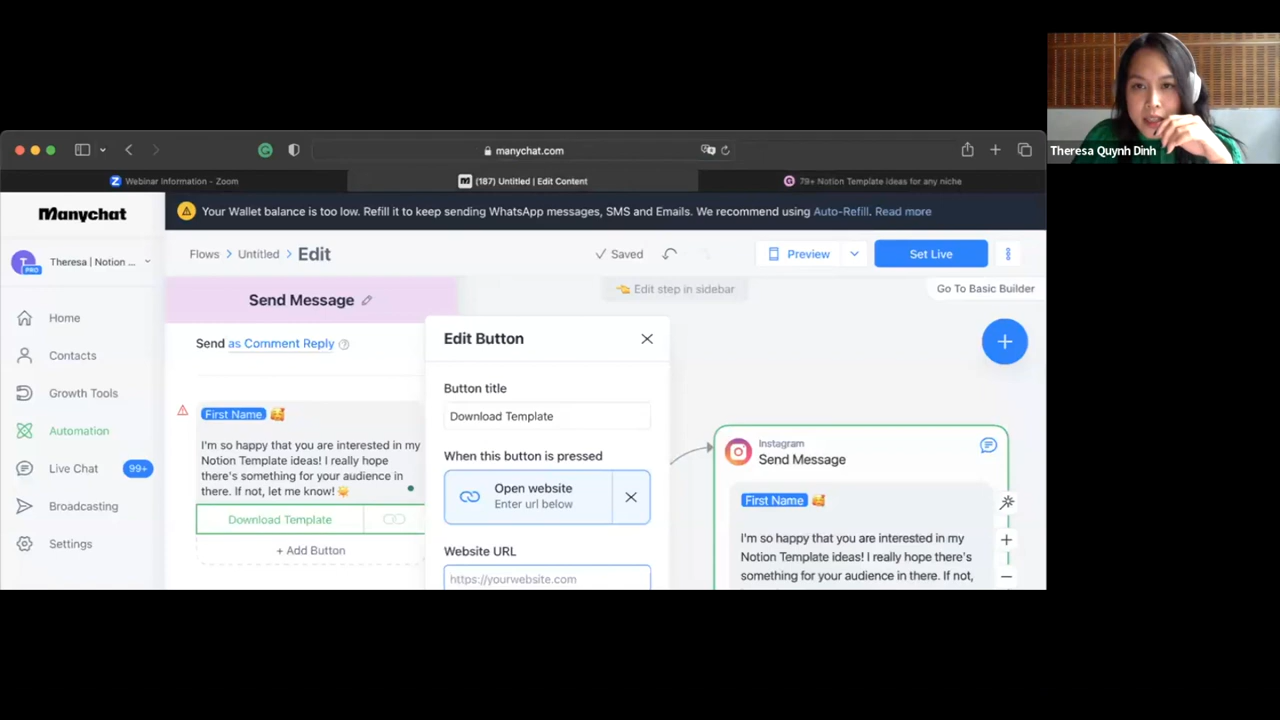 Theresa Quynh Dinh
manychat.com
Webinar Information - Zoom
(187) Untitled | Edit Content
79+ Notion Template Ideas for any niche
Manychat
Your Wallet balance is too low. Refill it to keep sending WhatsApp messages, SMS and Emails. We recommend using Auto-Refill. Read more
Theresa | Notion ...
PRO
Flows > Untitled > Edit
Saved
Preview
Set Live
Send Message
👈 Edit step in sidebar
Go To Basic Builder
Home
Contacts
Growth Tools
Automation
Live Chat 99+
Broadcasting
Settings
Send as Comment Reply
First Name 🥰
I'm so happy that you are interested in my
Notion Template ideas! I really hope
there's something for your audience in
there. If not, let me know! ☀️
Download Template
+ Add Button
Edit Button
Button title
Download Template
When this button is pressed
Open website
Enter url below
Website URL
https://yourwebsite.com
Instagram
Send Message
First Name 🥰
I'm so happy that you are interested in my
Notion Template ideas! I really hope there's
something for your audience in there. If not,